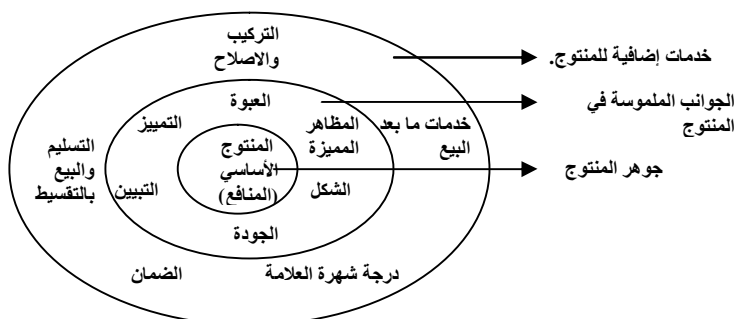 التركيب
والاصلاح
خدمات إضافية للمنتوج.
العبوة
الجوانب الملموسة في
المنتوج
التمييز
المظاهر
المميزة
خدمات ما بعد
البيع
التسليم
والبيع
بالتقسيط
المنتوج
الأساسي
(المنافع)
جوهر المنتوج
التبيين
الشكل
الجودة
الضمان
درجة شهرة العلامة